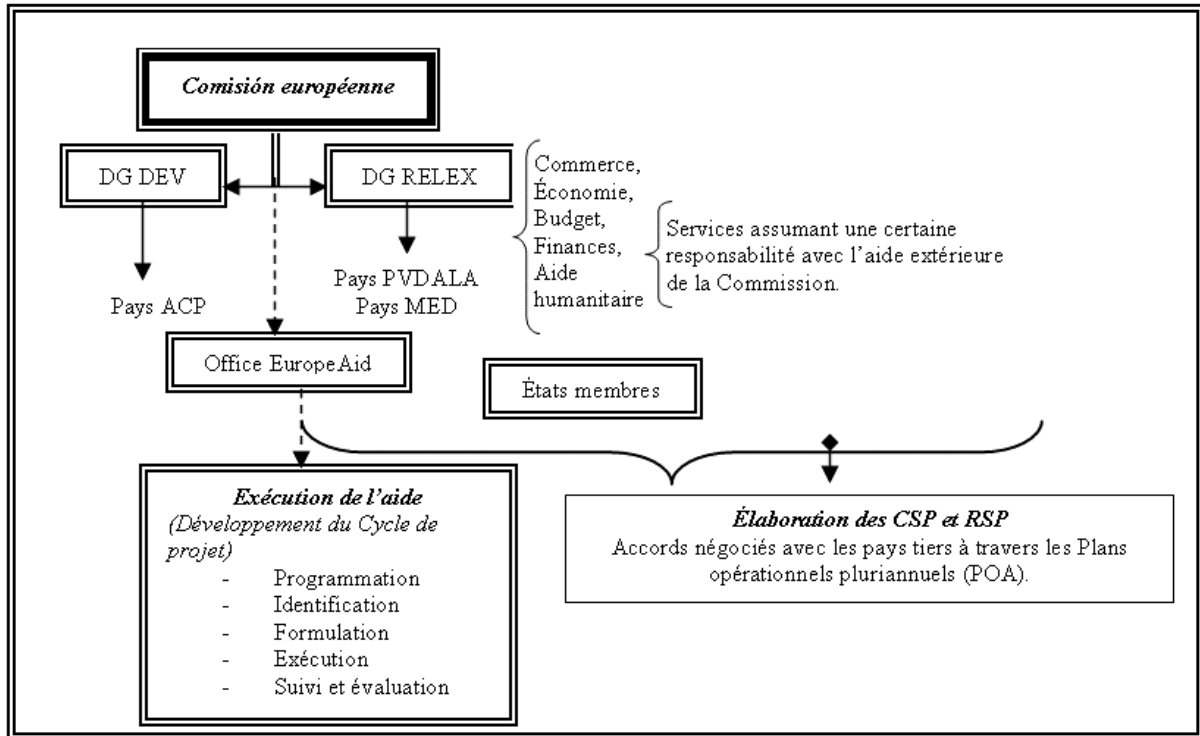 Comisión européenne
DG DEV
DG RELEX
Commerce,
Économie,
Budget,
Finances,
Aide
humanitaire
Services assumant une certaine
responsabilité avec l’aide extérieure
de la Commission.
Pays ACP
Pays PVDALA
Pays MED
Office EuropeAid
États membres
Exécution de l’aide
(Développement du Cycle de
projet)
- Programmation
- Identification
- Formulation
- Exécution
- Suivi et évaluation
Élaboration des CSP et RSP
Accords négociés avec les pays tiers à travers les Plans
opérationnels pluriannuels (POA).